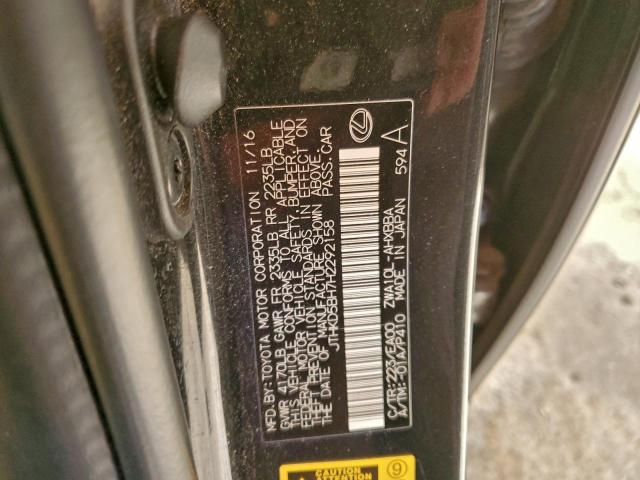 MFD.BY:TOYOTA MOTOR CORPORATION 11/16
GVWR 4170LB GAWR FR 2335LB RR 2235LB
THIS VEHICLE CONFORMS TO ALL APPLICABLE
FEDERAL MOTOR VEHICLE SAFETY, BUMPER, AND
THEFT PREVENTION STANDARDS IN EFFECT ON
THE DATE OF MANUFACTURE SHOWN ABOVE.
JTHKD5BH7H2292158 PASS.CAR
C/TR:223/EA00 ZWA10L-AHXBBA
A/TM:-01A/P410 MADE IN JAPAN 594 A
CAUTION
ATTENTION
9